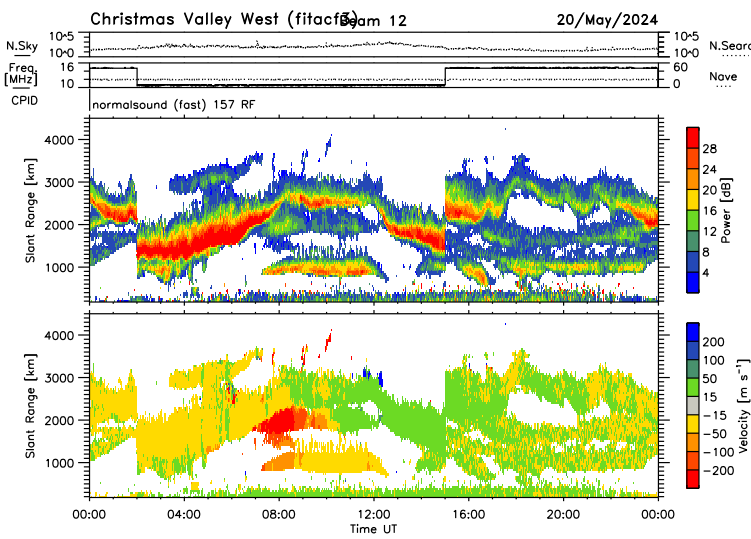 Christmas Valley West (fitacf3) Beam 12 20/May/2024
N.Sky 10^5 10^0 10^5 10^0 N.Sear
Freq [MHz] 16 10 60 0 Nave
CPID normalsound (fast) 157 RF
Slant Range [km] 4000 3000 2000 1000
Power [dB] 28 24 20 16 12 8 4
Slant Range [km] 4000 3000 2000 1000
Velocity [m s⁻¹] 200 100 50 15 −15 −50 −100 −200
00:00 04:00 08:00 12:00 16:00 20:00 00:00
Time UT